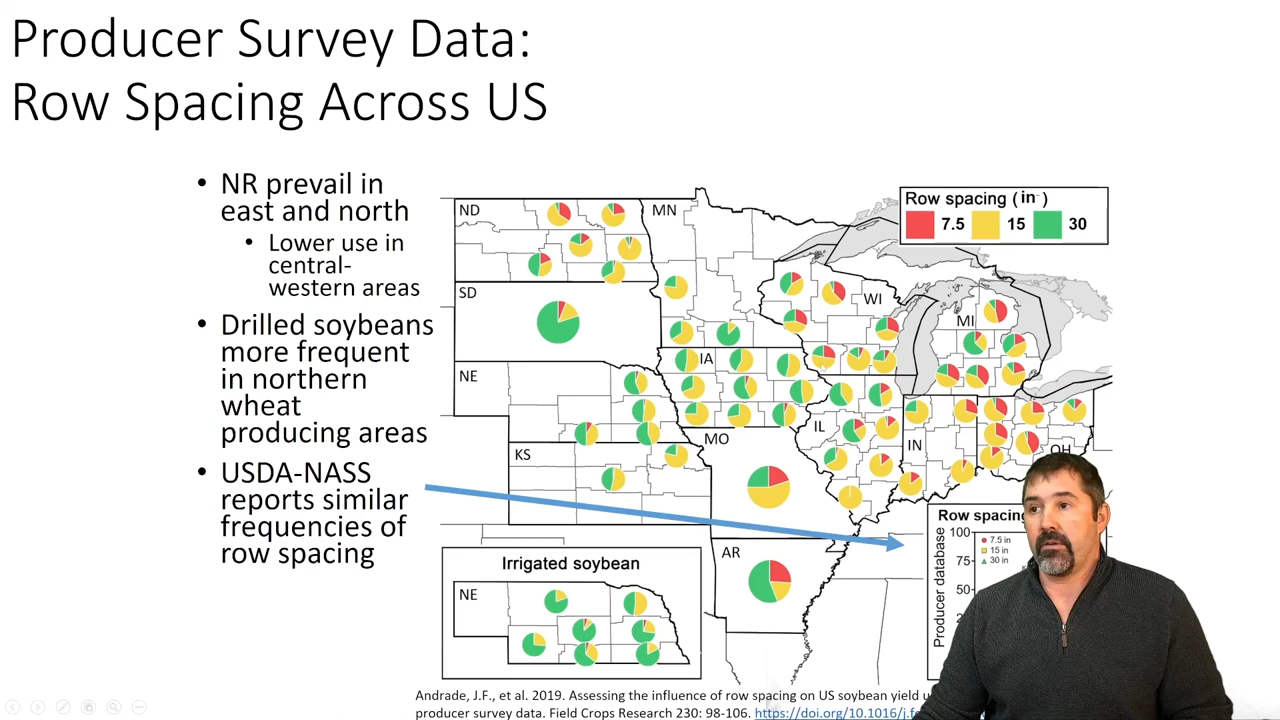 Producer Survey Data:
Row Spacing Across US
• NR prevail in
east and north
• Lower use in
central-
western areas
• Drilled soybeans
more frequent
in northern
wheat
producing areas
• USDA-NASS
reports similar
frequencies of
row spacing
Row spacing (in)
7.5 15 30
ND
MN
SD
WI
MI
IA
NE
IL
IN
OH
MO
KS
AR
Irrigated soybean
NE
Row spacing
Producer database
100
75
50
7.5 in
15 in
30 in
Andrade, J.F., et al. 2019. Assessing the influence of row spacing on US soybean yield
producer survey data. Field Crops Research 230: 98-106. https://doi.org/10.1016/j.f